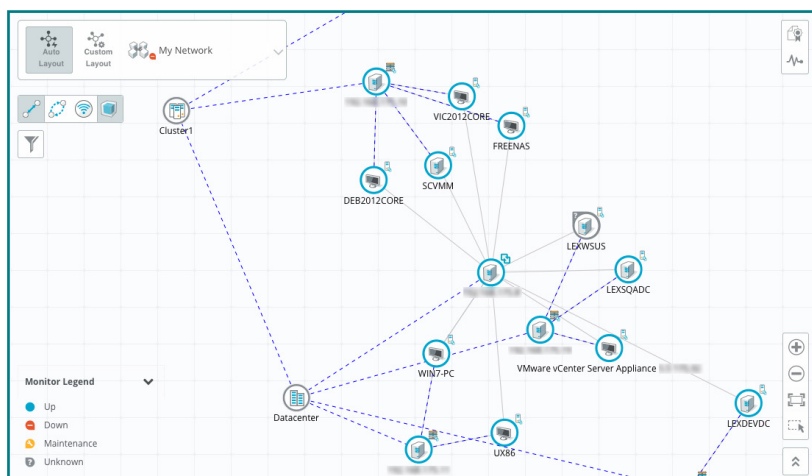 Auto
Layout
Custom
Layout
My Network
Cluster1
VIC2012CORE
FREENAS
SCVMM
DEB2012CORE
LEXWSUS
LEXSQADC
VMware vCenter Server Appliance
WIN7-PC
LEXDEVDC
Datacenter
UX86
Monitor Legend
Up
Down
Maintenance
Unknown